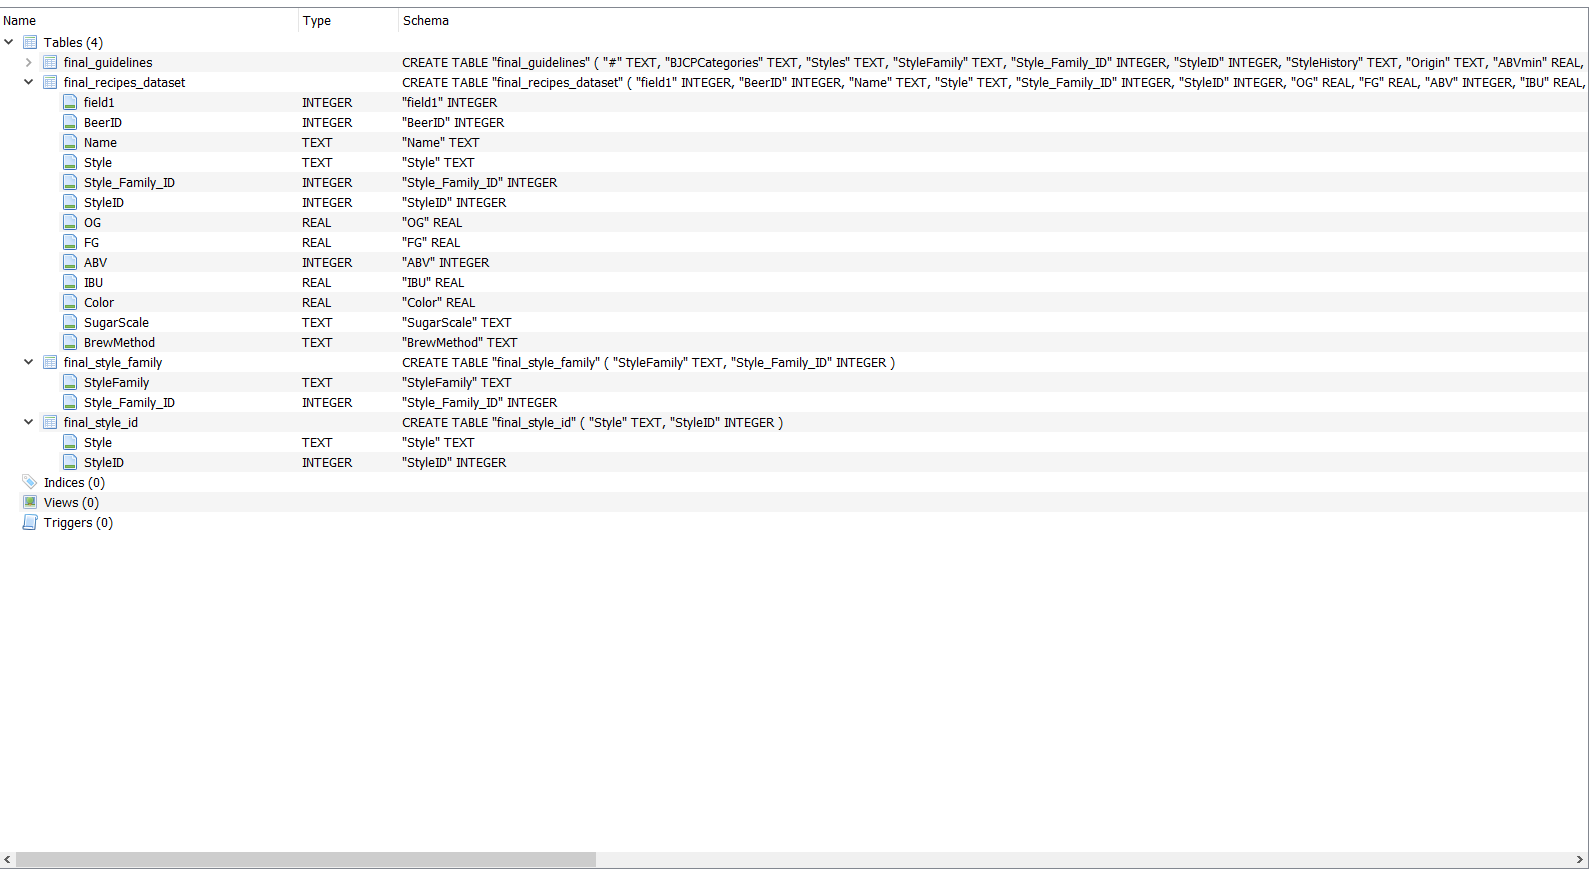 Name Type Schema
Tables (4)
final_guidelines CREATE TABLE "final_guidelines" ( "#" TEXT, "BJCPCategories" TEXT, "Styles" TEXT, "StyleFamily" TEXT, "Style_Family_ID" INTEGER, "StyleID" INTEGER, "StyleHistory" TEXT, "Origin" TEXT, "ABVmin" REAL,
final_recipes_dataset CREATE TABLE "final_recipes_dataset" ( "field1" INTEGER, "BeerID" INTEGER, "Name" TEXT, "Style" TEXT, "Style_Family_ID" INTEGER, "StyleID" INTEGER, "OG" REAL, "FG" REAL, "ABV" INTEGER, "IBU" REAL,
field1 INTEGER "field1" INTEGER
BeerID INTEGER "BeerID" INTEGER
Name TEXT "Name" TEXT
Style TEXT "Style" TEXT
Style_Family_ID INTEGER "Style_Family_ID" INTEGER
StyleID INTEGER "StyleID" INTEGER
OG REAL "OG" REAL
FG REAL "FG" REAL
ABV INTEGER "ABV" INTEGER
IBU REAL "IBU" REAL
Color REAL "Color" REAL
SugarScale TEXT "SugarScale" TEXT
BrewMethod TEXT "BrewMethod" TEXT
final_style_family CREATE TABLE "final_style_family" ( "StyleFamily" TEXT, "Style_Family_ID" INTEGER )
StyleFamily TEXT "StyleFamily" TEXT
Style_Family_ID INTEGER "Style_Family_ID" INTEGER
final_style_id CREATE TABLE "final_style_id" ( "Style" TEXT, "StyleID" INTEGER )
Style TEXT "Style" TEXT
StyleID INTEGER "StyleID" INTEGER
Indices (0)
Views (0)
Triggers (0)